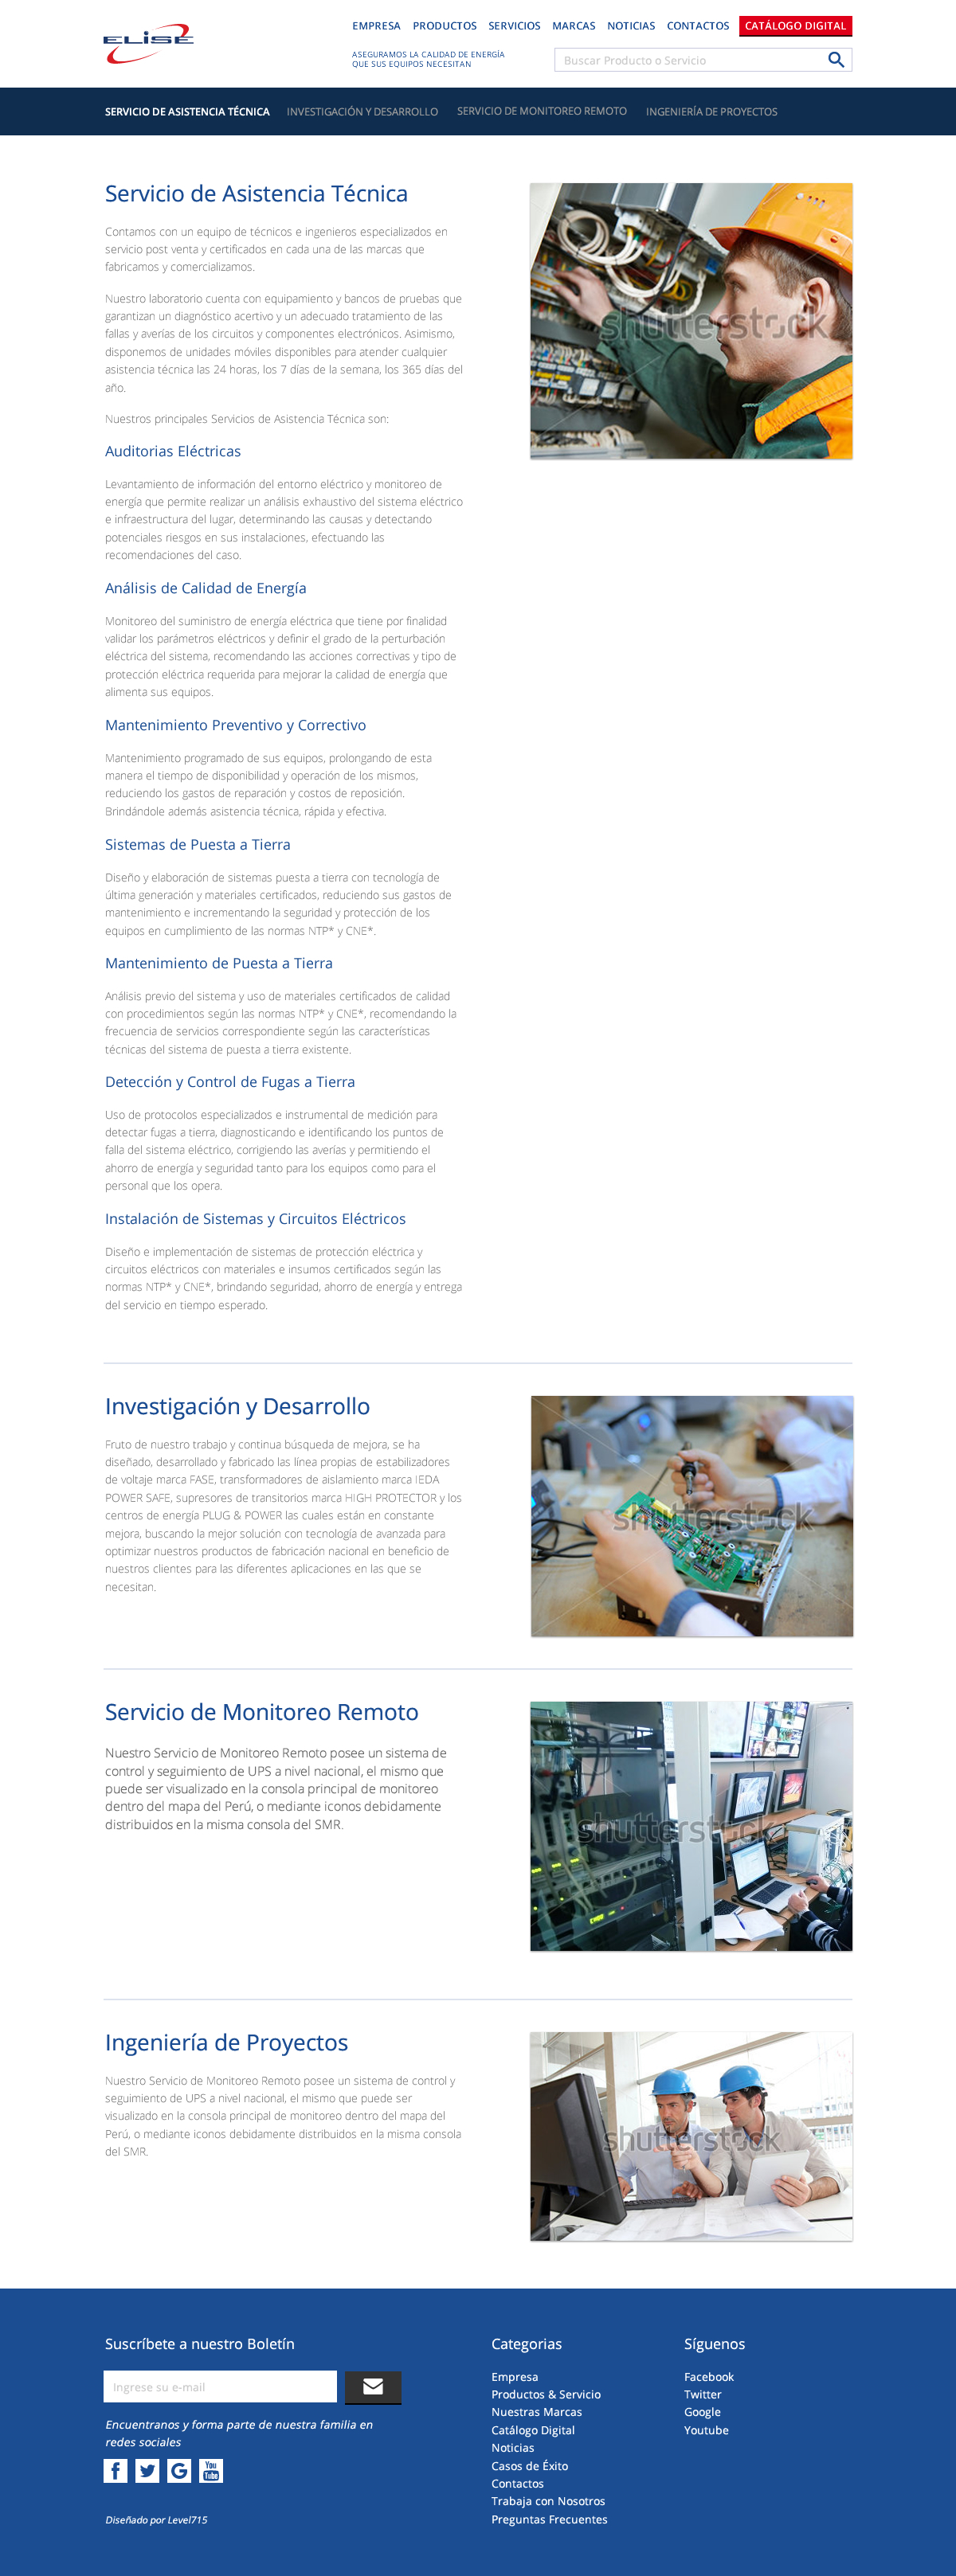 ELISE
EMPRESA PRODUCTOS SERVICIOS MARCAS NOTICIAS CONTACTOS CATÁLOGO DIGITAL
ASEGURAMOS LA CALIDAD DE ENERGÍA
QUE SUS EQUIPOS NECESITAN
Buscar Producto o Servicio
SERVICIO DE ASISTENCIA TÉCNICA INVESTIGACIÓN Y DESARROLLO SERVICIO DE MONITOREO REMOTO INGENIERÍA DE PROYECTOS
Servicio de Asistencia Técnica
Contamos con un equipo de técnicos e ingenieros especializados en
servicio post venta y certificados en cada una de las marcas que
fabricamos y comercializamos.
Nuestro laboratorio cuenta con equipamiento y bancos de pruebas que
garantizan un diagnóstico acertivo y un adecuado tratamiento de las
fallas y averías de los circuitos y componentes electrónicos. Asimismo,
disponemos de unidades móviles disponibles para atender cualquier
asistencia técnica las 24 horas, los 7 días de la semana, los 365 días del
año.
Nuestros principales Servicios de Asistencia Técnica son:
shutterstock
Auditorias Eléctricas
Levantamiento de información del entorno eléctrico y monitoreo de
energía que permite realizar un análisis exhaustivo del sistema eléctrico
e infraestructura del lugar, determinando las causas y detectando
potenciales riesgos en sus instalaciones, efectuando las
recomendaciones del caso.
Análisis de Calidad de Energía
Monitoreo del suministro de energía eléctrica que tiene por finalidad
validar los parámetros eléctricos y definir el grado de la perturbación
eléctrica del sistema, recomendando las acciones correctivas y tipo de
protección eléctrica requerida para mejorar la calidad de energía que
alimenta sus equipos.
Mantenimiento Preventivo y Correctivo
Mantenimiento programado de sus equipos, prolongando de esta
manera el tiempo de disponibilidad y operación de los mismos,
reduciendo los gastos de reparación y costos de reposición.
Brindándole además asistencia técnica, rápida y efectiva.
Sistemas de Puesta a Tierra
Diseño y elaboración de sistemas puesta a tierra con tecnología de
última generación y materiales certificados, reduciendo sus gastos de
mantenimiento e incrementando la seguridad y protección de los
equipos en cumplimiento de las normas NTP* y CNE*.
Mantenimiento de Puesta a Tierra
Análisis previo del sistema y uso de materiales certificados de calidad
con procedimientos según las normas NTP* y CNE*, recomendando la
frecuencia de servicios correspondiente según las características
técnicas del sistema de puesta a tierra existente.
Detección y Control de Fugas a Tierra
Uso de protocolos especializados e instrumental de medición para
detectar fugas a tierra, diagnosticando e identificando los puntos de
falla del sistema eléctrico, corrigiendo las averías y permitiendo el
ahorro de energía y seguridad tanto para los equipos como para el
personal que los opera.
Instalación de Sistemas y Circuitos Eléctricos
Diseño e implementación de sistemas de protección eléctrica y
circuitos eléctricos con materiales e insumos certificados según las
normas NTP* y CNE*, brindando seguridad, ahorro de energía y entrega
del servicio en tiempo esperado.
Investigación y Desarrollo
Fruto de nuestro trabajo y continua búsqueda de mejora, se ha
diseñado, desarrollado y fabricado las línea propias de estabilizadores
de voltaje marca FASE, transformadores de aislamiento marca IEDA
POWER SAFE, supresores de transitorios marca HIGH PROTECTOR y los
centros de energía PLUG & POWER las cuales están en constante
mejora, buscando la mejor solución con tecnología de avanzada para
optimizar nuestros productos de fabricación nacional en beneficio de
nuestros clientes para las diferentes aplicaciones en las que se
necesitan.
shutterstock
Servicio de Monitoreo Remoto
Nuestro Servicio de Monitoreo Remoto posee un sistema de
control y seguimiento de UPS a nivel nacional, el mismo que
puede ser visualizado en la consola principal de monitoreo
dentro del mapa del Perú, o mediante iconos debidamente
distribuidos en la misma consola del SMR.
shutterstock
Ingeniería de Proyectos
Nuestro Servicio de Monitoreo Remoto posee un sistema de control y
seguimiento de UPS a nivel nacional, el mismo que puede ser
visualizado en la consola principal de monitoreo dentro del mapa del
Perú, o mediante iconos debidamente distribuidos en la misma consola
del SMR.
shutterstock
Suscríbete a nuestro Boletín
Ingrese su e-mail
Encuentranos y forma parte de nuestra familia en
redes sociales
You
Tube
Diseñado por Level715
Categorias
Empresa
Productos & Servicio
Nuestras Marcas
Catálogo Digital
Noticias
Casos de Éxito
Contactos
Trabaja con Nosotros
Preguntas Frecuentes
Síguenos
Facebook
Twitter
Google
Youtube